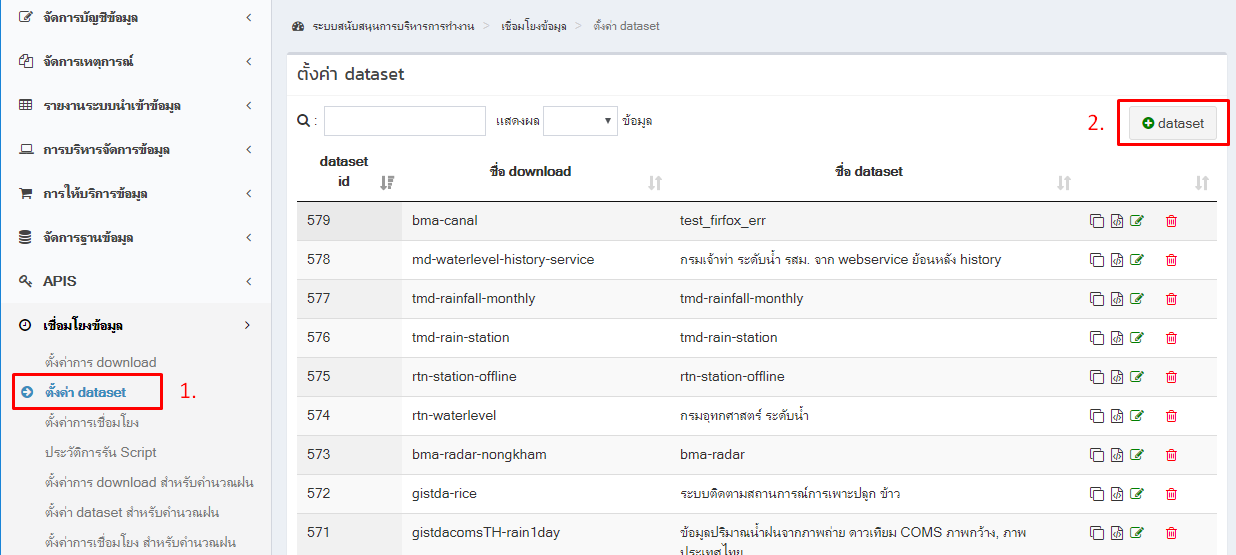 จัดการบัญชีข้อมูล
จัดการเหตุการณ์
รายงานระบบนำเข้าข้อมูล
การบริหารจัดการข้อมูล
การให้บริการข้อมูล
จัดการฐานข้อมูล
APIS
เชื่อมโยงข้อมูล
ตั้งค่าการ download
ตั้งค่า dataset 1.
ตั้งค่าการเชื่อมโยง
ประวัติการรัน Script
ตั้งค่าการ download สำหรับคำนวณฝน
ตั้งค่า dataset สำหรับคำนวณฝน
ตั้งค่าการเชื่อมโยง สำหรับคำนวณฝน
ระบบสนับสนุนการบริหารการทำงาน > เชื่อมโยงข้อมูล > ตั้งค่า dataset
ตั้งค่า dataset
: แสดงผล ข้อมูล 2. dataset
dataset id ชื่อ download ชื่อ dataset
579 bma-canal test_firfox_err
578 md-waterlevel-history-service กรมเจ้าท่า ระดับน้ำ รสม. จาก webservice ย้อนหลัง history
577 tmd-rainfall-monthly tmd-rainfall-monthly
576 tmd-rain-station tmd-rain-station
575 rtn-station-offline rtn-station-offline
574 rtn-waterlevel กรมอุทกศาสตร์ ระดับน้ำ
573 bma-radar-nongkham bma-radar
572 gistda-rice ระบบติดตามสถานการณ์การเพาะปลูก ข้าว
571 gistdacomsTH-rain1day ข้อมูลปริมาณน้ำฝนจากภาพถ่าย ดาวเทียม COMS ภาพกว้าง, ภาพ
ประเทศไทย